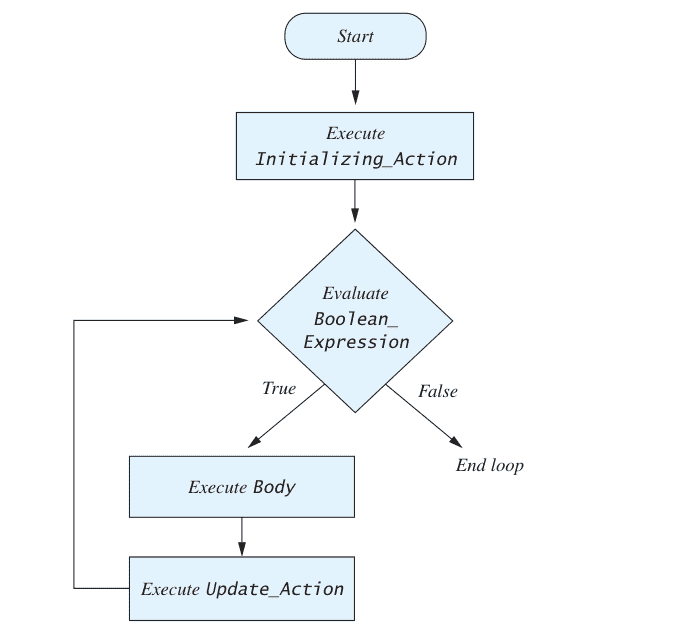 Start
Execute
Initializing_Action
Evaluate
Boolean_
Expression
True
False
End loop
Execute Body
Execute Update_Action